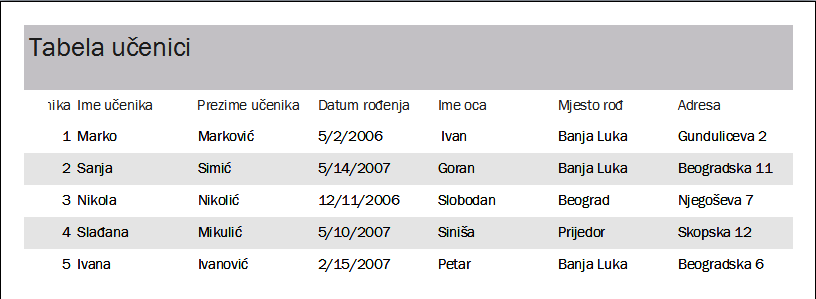 Tabela učenici
nika Ime učenika Prezime učenika Datum rođenja Ime oca Mjesto rođ Adresa
1 Marko Marković 5/2/2006 Ivan Banja Luka Gunduliceva 2
2 Sanja Simić 5/14/2007 Goran Banja Luka Beogradska 11
3 Nikola Nikolić 12/11/2006 Slobodan Beograd Njegoševa 7
4 Slađana Mikulić 5/10/2007 Siniša Prijedor Skopska 12
5 Ivana Ivanović 2/15/2007 Petar Banja Luka Beogradska 6